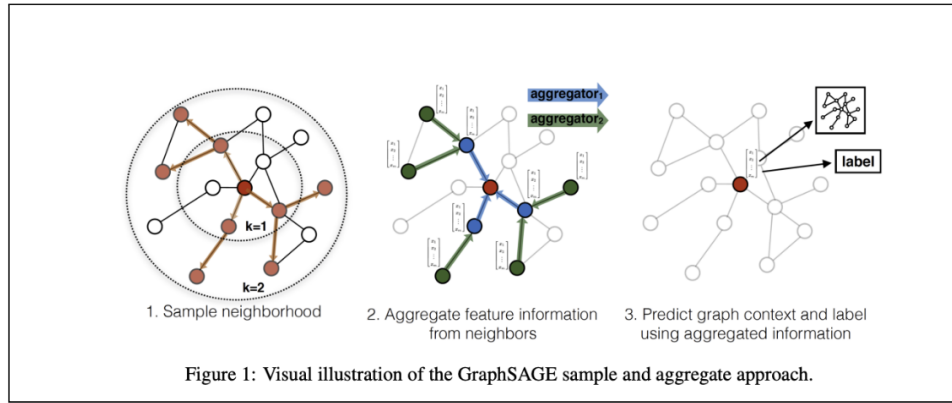 aggregator₁
aggregator₂
label
k=1
k=2
1. Sample neighborhood
2. Aggregate feature information
from neighbors
3. Predict graph context and label
using aggregated information
Figure 1: Visual illustration of the GraphSAGE sample and aggregate approach.